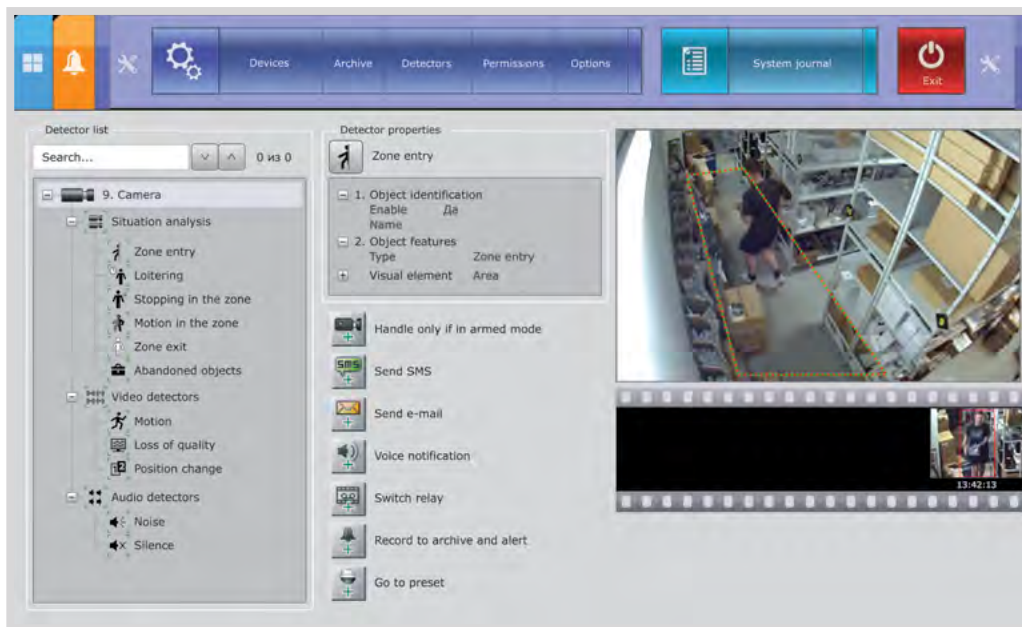 Devices Archive Detectors Permissions Options
System journal
Exit
Detector list
Search...
0 из 0
9. Camera
Situation analysis
Zone entry
Loitering
Stopping in the zone
Motion in the zone
Zone exit
Abandoned objects
Video detectors
Motion
Loss of quality
Position change
Audio detectors
Noise
Silence
Detector properties
Zone entry
1. Object identification
Enable Да
Name
2. Object features
Type Zone entry
Visual element Area
Handle only if in armed mode
SMS
Send SMS
Send e-mail
Voice notification
Switch relay
Record to archive and alert
Go to preset
13:42:13